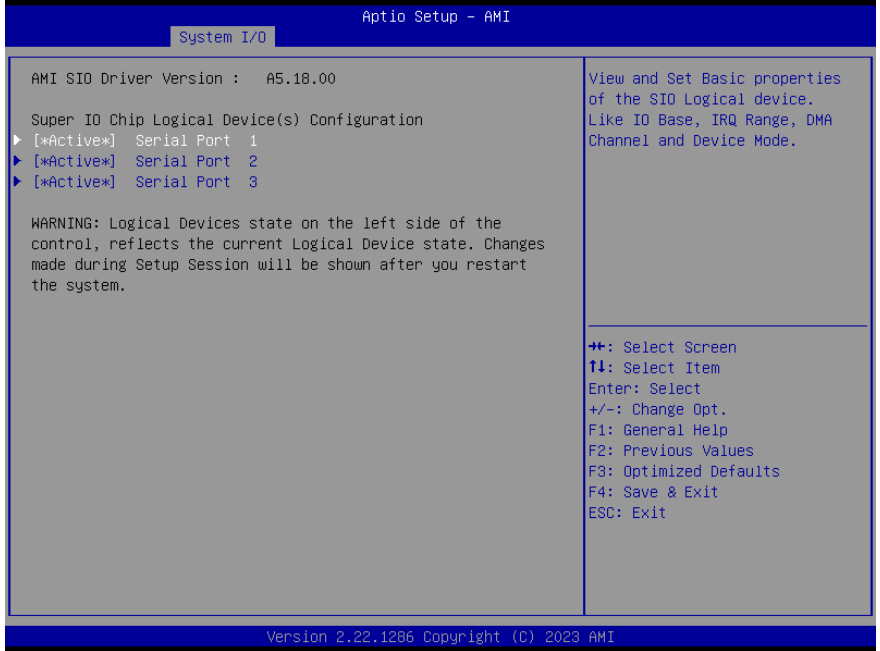 Aptio Setup – AMI
System I/O
AMI SIO Driver Version :   A5.18.00
Super IO Chip Logical Device(s) Configuration
[*Active*]  Serial Port  1
[*Active*]  Serial Port  2
[*Active*]  Serial Port  3
WARNING: Logical Devices state on the left side of the
control, reflects the current Logical Device state. Changes
made during Setup Session will be shown after you restart
the system.
View and Set Basic properties
of the SIO Logical device.
Like IO Base, IRQ Range, DMA
Channel and Device Mode.
→←: Select Screen
↑↓: Select Item
Enter: Select
+/-: Change Opt.
F1: General Help
F2: Previous Values
F3: Optimized Defaults
F4: Save & Exit
ESC: Exit
Version 2.22.1286 Copyright (C) 2023 AMI